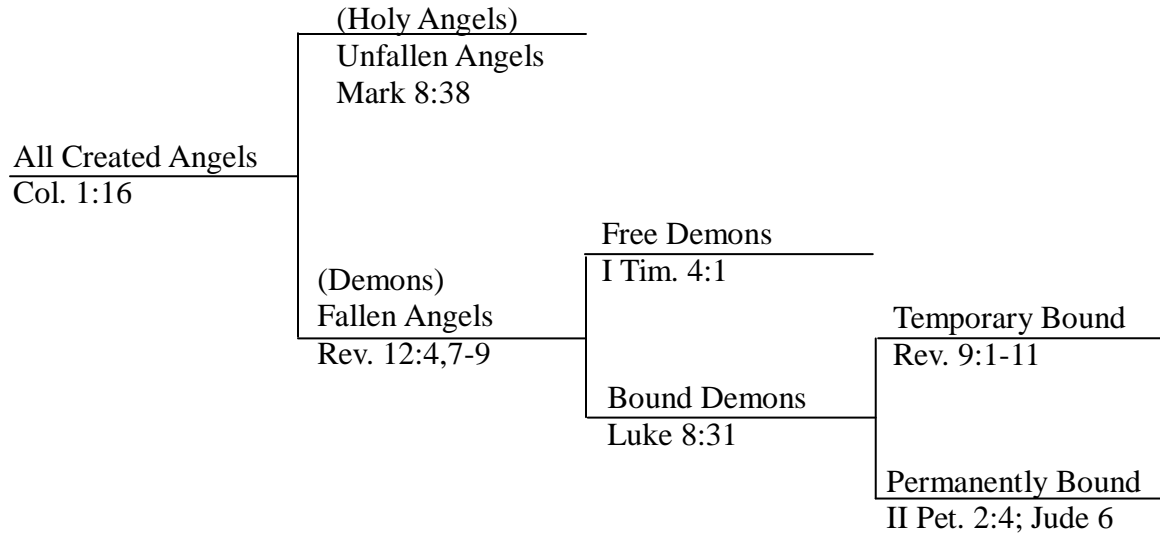 (Holy Angels)
Unfallen Angels
Mark 8:38
All Created Angels
Col. 1:16
(Demons)
Fallen Angels
Rev. 12:4,7-9
Free Demons
I Tim. 4:1
Bound Demons
Luke 8:31
Temporary Bound
Rev. 9:1-11
Permanently Bound
II Pet. 2:4; Jude 6